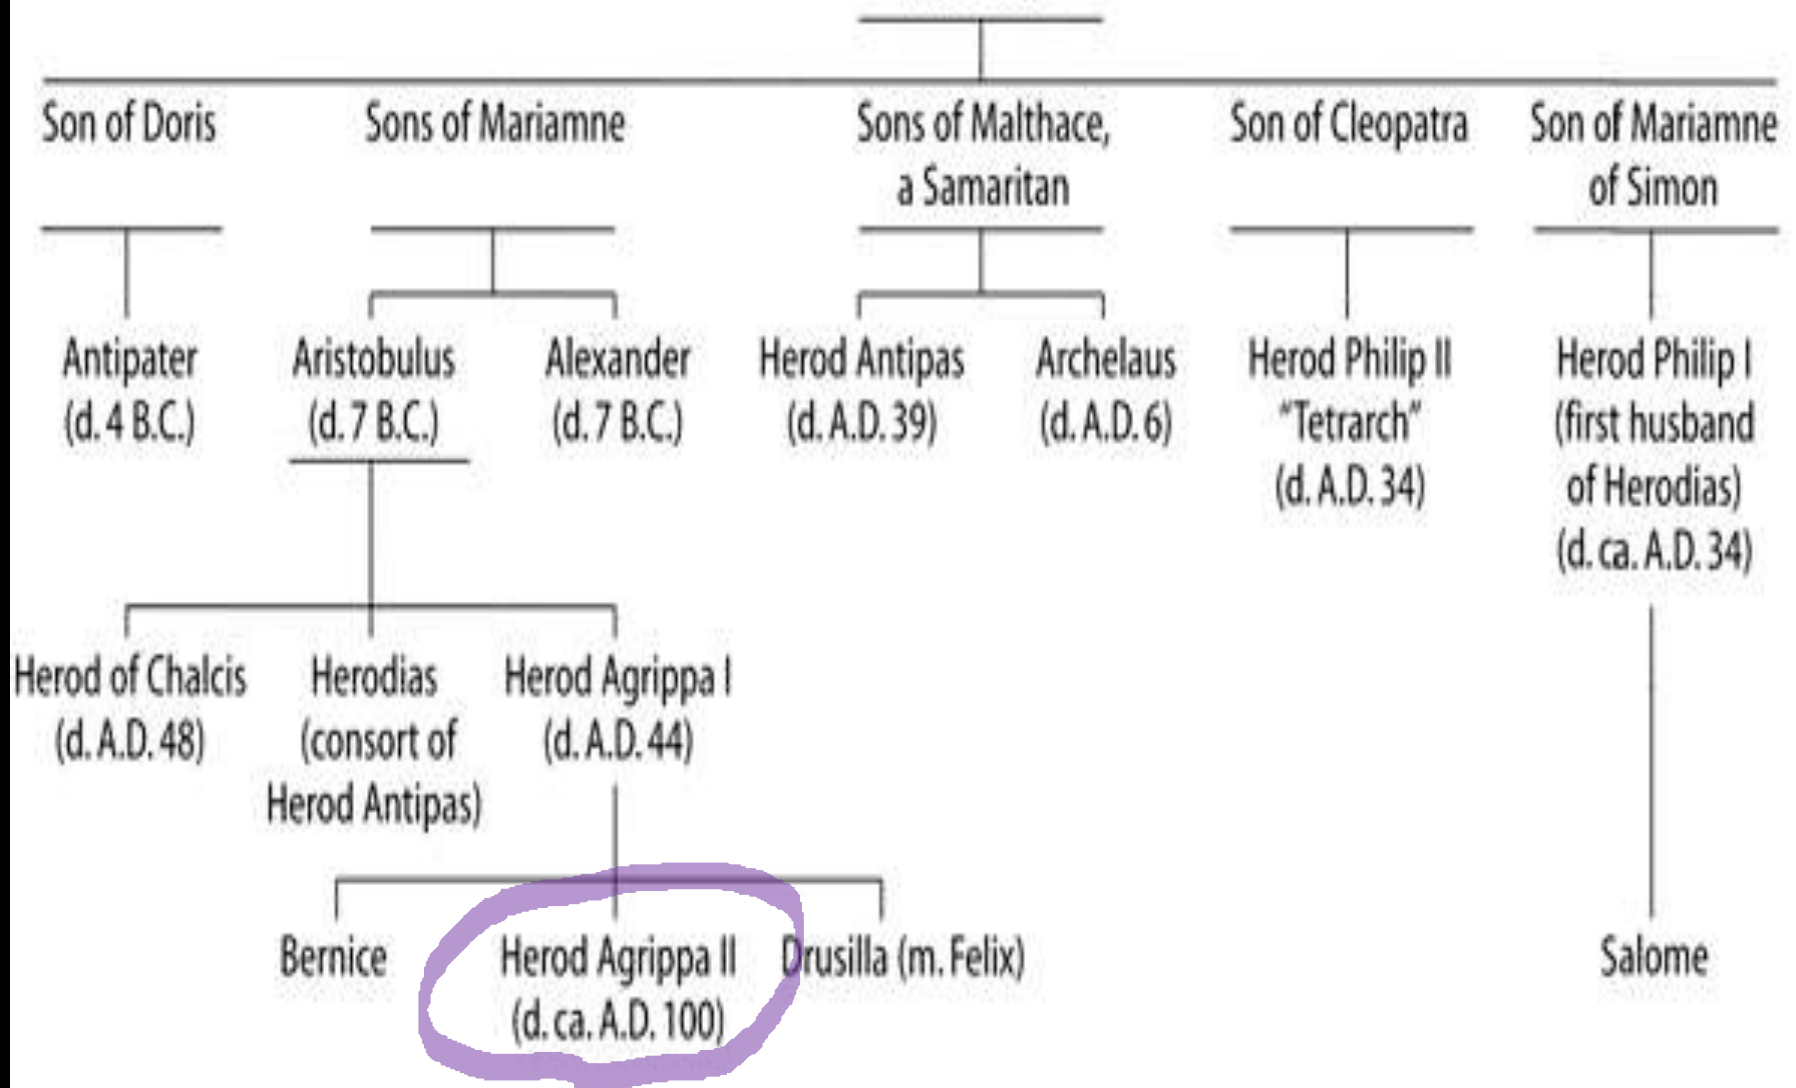 Son of Doris
Sons of Mariamne
Sons of Malthace,
a Samaritan
Son of Cleopatra
Son of Mariamne
of Simon
Antipater
(d. 4 B.C.)
Aristobulus
(d. 7 B.C.)
Alexander
(d. 7 B.C.)
Herod Antipas
(d. A.D. 39)
Archelaus
(d. A.D. 6)
Herod Philip II
“Tetrarch”
(d. A.D. 34)
Herod Philip I
(first husband
of Herodias)
(d. ca. A.D. 34)
Herod of Chalcis
(d. A.D. 48)
Herodias
(consort of
Herod Antipas)
Herod Agrippa I
(d. A.D. 44)
Bernice
Herod Agrippa II
(d. ca. A.D. 100)
Drusilla (m. Felix)
Salome